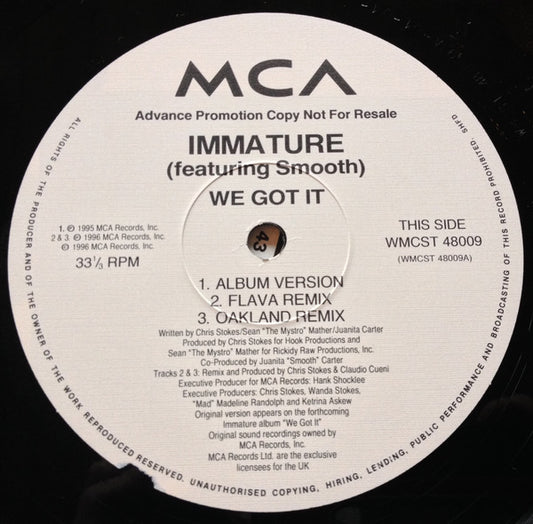 MCA
Advance Promotion Copy Not For Resale
IMMATURE
(featuring Smooth)
WE GOT IT
1. ℗ 1995 MCA Records, Inc.
2 & 3. ℗ 1996 MCA Records, Inc.
© 1996 MCA Records, Inc.
33⅓ RPM
43
THIS SIDE
WMCST 48009
(WMCST 48009A)
1. ALBUM VERSION
2. FLAVA REMIX
3. OAKLAND REMIX
Written by Chris Stokes/Sean "The Mystro" Mather/Juanita Carter
Produced by Chris Stokes for Hook Productions and
Sean "The Mystro" Mather for Rickidy Raw Productions, Inc.
Co-Produced by Juanita "Smooth" Carter
Tracks 2 & 3: Remix and Produced by Chris Stokes & Claudio Cueni
Executive Producer for MCA Records: Hank Shocklee
Executive Producers: Chris Stokes, Wanda Stokes,
"Mad" Madeline Randolph and Ketrina Askew
Original version appears on the forthcoming
Immature album "We Got It"
Original sound recordings owned by
MCA Records, Inc.
MCA Records Ltd. are the exclusive
licensees for the UK
ALL RIGHTS OF THE PRODUCER AND OF THE OWNER OF THE WORK REPRODUCED RESERVED. UNAUTHORISED COPYING, HIRING, LENDING, PUBLIC PERFORMANCE AND BROADCASTING OF THIS RECORD PROHIBITED. SHFD